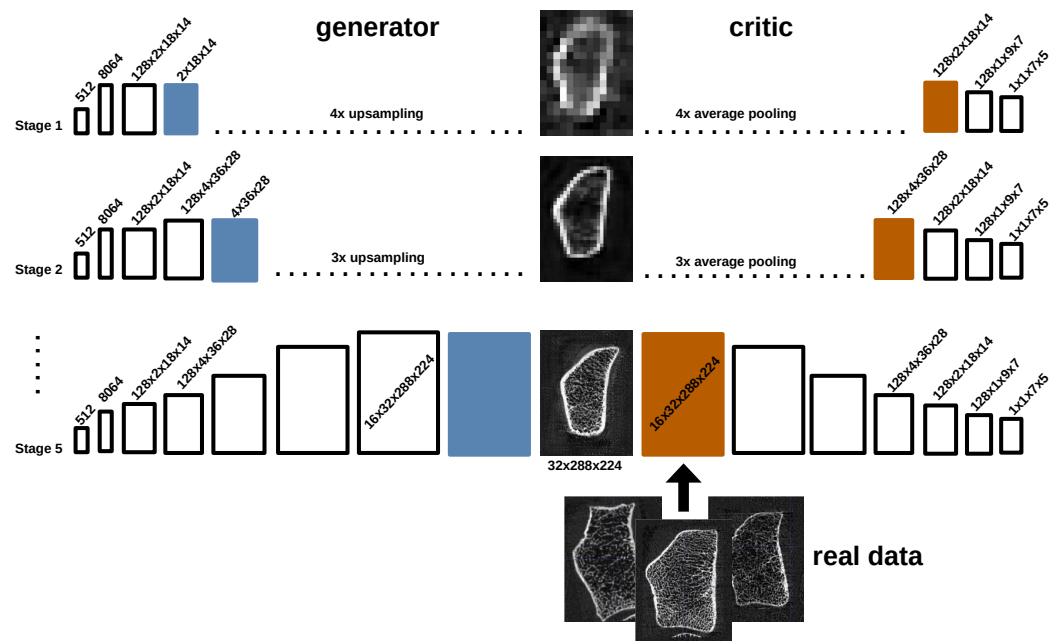 generator
critic
512
8064
128x2x18x14
2x18x14
128x2x18x14
128x1x9x7
1x1x7x5
Stage 1
4x upsampling
4x average pooling
512
8064
128x2x18x14
128x4x36x28
4x36x28
128x4x36x28
128x2x18x14
128x1x9x7
1x1x7x5
Stage 2
3x upsampling
3x average pooling
512
8064
128x2x18x14
128x4x36x28
16x32x288x224
16x32x288x224
128x4x36x28
128x2x18x14
128x1x9x7
1x1x7x5
Stage 5
32x288x224
real data